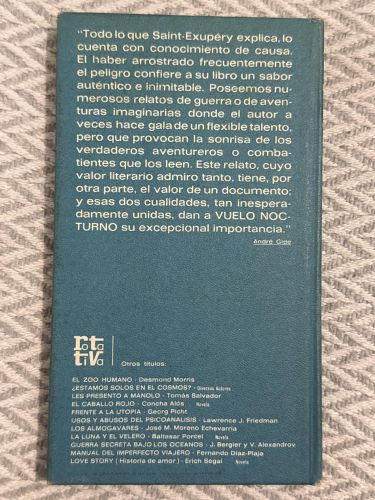 "Todo lo que Saint-Exupéry explica, lo
cuenta con conocimiento de causa.
El haber arrostrado frecuentemente
el peligro confiere a su libro un sabor
auténtico e inimitable. Poseemos nu-
merosos relatos de guerra o de aven-
turas imaginarias donde el autor a
veces hace gala de un flexible talento,
pero que provocan la sonrisa de los
verdaderos aventureros o comba-
tientes que los leen. Este relato, cuyo
valor literario admiro tanto, tiene, por
otra parte, el valor de un documento;
y esas dos cualidades, tan inespera-
damente unidas, dan a VUELO NOC-
TURNO su excepcional importancia."
André Gide
rotativa
Otros títulos:
EL ZOO HUMANO - Desmond Morris
¿ESTAMOS SOLOS EN EL COSMOS? - Diversos Autores
LES PRESENTO A MANOLO - Tomás Salvador
EL CABALLO ROJO - Concha Alós Novela
FRENTE A LA UTOPIA - Georg Picht
USOS Y ABUSOS DEL PSICOANALISIS - Lawrence J. Friedman
LOS ALMOGAVARES - José M. Moreno Echevarría
LA LUNA Y EL VELERO - Baltasar Porcel Novela
GUERRA SECRETA BAJO LOS OCEANOS - J. Bergier y V. Alexandrov
MANUAL DEL IMPERFECTO VIAJERO - Fernando Díaz-Plaja
LOVE STORY (Historia de amor) - Erich Segal Novela